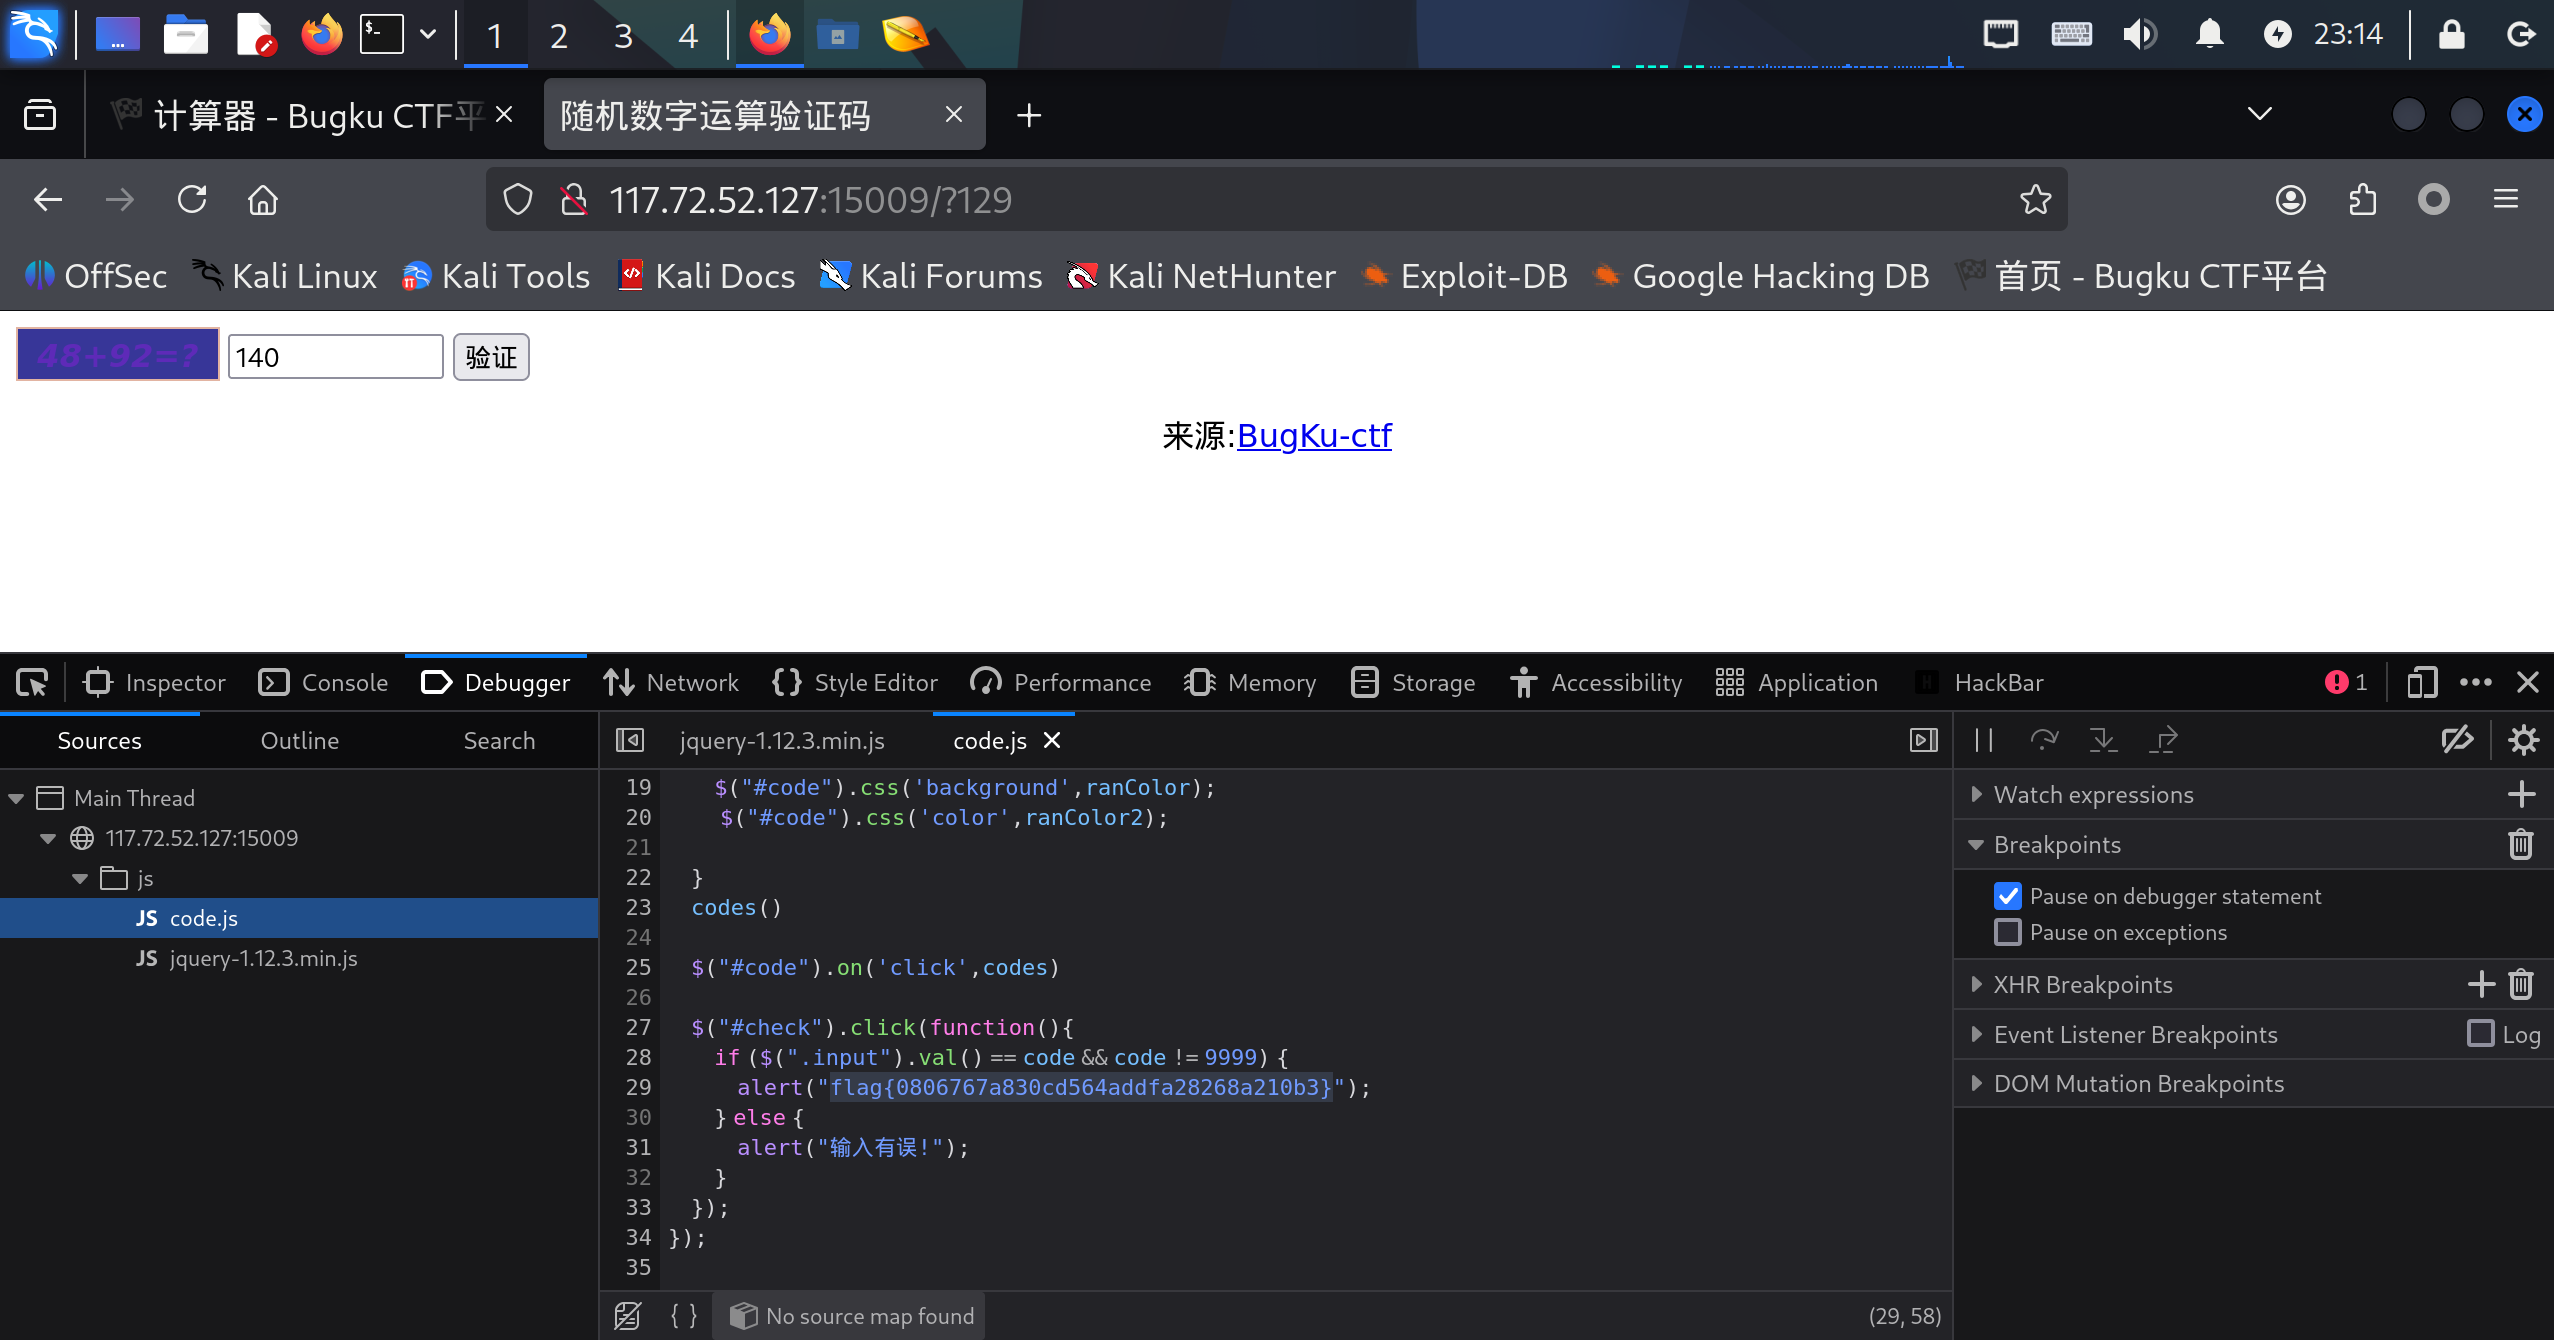 1 2 3 4 23:14
计算器 - Bugku CTF平 随机数字运算验证码
117.72.52.127:15009/?129
OffSec Kali Linux Kali Tools Kali Docs Kali Forums Kali NetHunter Exploit-DB Google Hacking DB 首页 - Bugku CTF平台
48+92=? 140 验证
来源:BugKu-ctf
Inspector Console Debugger Network Style Editor Performance Memory Storage Accessibility Application HackBar 1
Sources Outline Search jquery-1.12.3.min.js code.js
Main Thread
117.72.52.127:15009
js
JS code.js
JS jquery-1.12.3.min.js
19 $("#code").css('background',ranColor);
20 $("#code").css('color',ranColor2);
21
22 }
23 codes()
24
25 $("#code").on('click',codes)
26
27 $("#check").click(function(){
28 if ($(".input").val() == code && code != 9999) {
29 alert("flag{0806767a830cd564addfa28268a210b3}");
30 } else {
31 alert("输入有误!");
32 }
33 });
34 });
35
{ } No source map found (29, 58)
Watch expressions
Breakpoints
Pause on debugger statement
Pause on exceptions
XHR Breakpoints
Event Listener Breakpoints Log
DOM Mutation Breakpoints